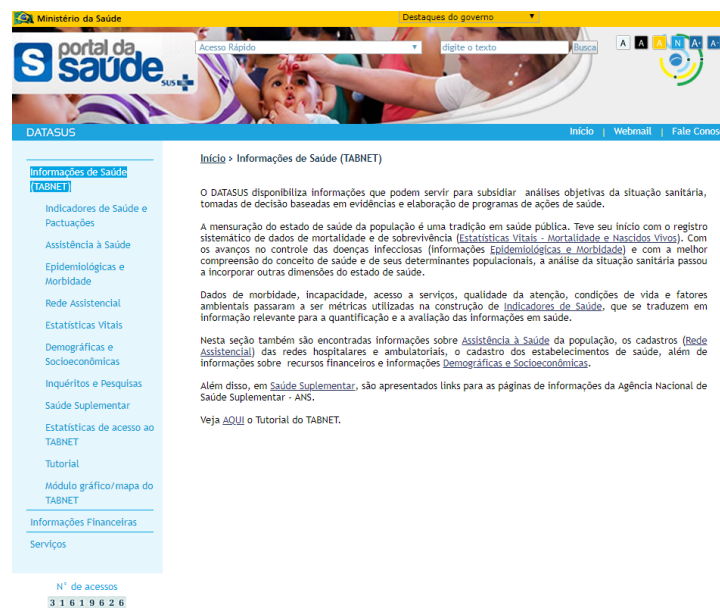 Ministério da Saúde
Destaques do governo
portal da
saúde
SUS
Acesso Rápido
digite o texto
Busca
A A A N A+ A-
DATASUS
Início | Webmail | Fale Conos
Informações de Saúde
(TABNET)
Indicadores de Saúde e
Pactuações
Assistência à Saúde
Epidemiológicas e
Morbidade
Rede Assistencial
Estatísticas Vitais
Demográficas e
Socioeconômicas
Inquéritos e Pesquisas
Saúde Suplementar
Estatísticas de acesso ao
TABNET
Tutorial
Módulo gráfico/mapa do
TABNET
Informações Financeiras
Serviços
N° de acessos
3 1 6 1 9 6 2 6
Início > Informações de Saúde (TABNET)
O DATASUS disponibiliza informações que podem servir para subsidiar análises objetivas da situação sanitária,
tomadas de decisão baseadas em evidências e elaboração de programas de ações de saúde.
A mensuração do estado de saúde da população é uma tradição em saúde pública. Teve seu início com o registro
sistemático de dados de mortalidade e de sobrevivência (Estatísticas Vitais - Mortalidade e Nascidos Vivos). Com
os avanços no controle das doenças infecciosas (informações Epidemiológicas e Morbidade) e com a melhor
compreensão do conceito de saúde e de seus determinantes populacionais, a análise da situação sanitária passou
a incorporar outras dimensões do estado de saúde.
Dados de morbidade, incapacidade, acesso a serviços, qualidade da atenção, condições de vida e fatores
ambientais passaram a ser métricas utilizadas na construção de Indicadores de Saúde, que se traduzem em
informação relevante para a quantificação e a avaliação das informações em saúde.
Nesta seção também são encontradas informações sobre Assistência à Saúde da população, os cadastros (Rede
Assistencial) das redes hospitalares e ambulatoriais, o cadastro dos estabelecimentos de saúde, além de
informações sobre recursos financeiros e informações Demográficas e Socioeconômicas.
Além disso, em Saúde Suplementar, são apresentados links para as páginas de informações da Agência Nacional de
Saúde Suplementar - ANS.
Veja AQUI o Tutorial do TABNET.